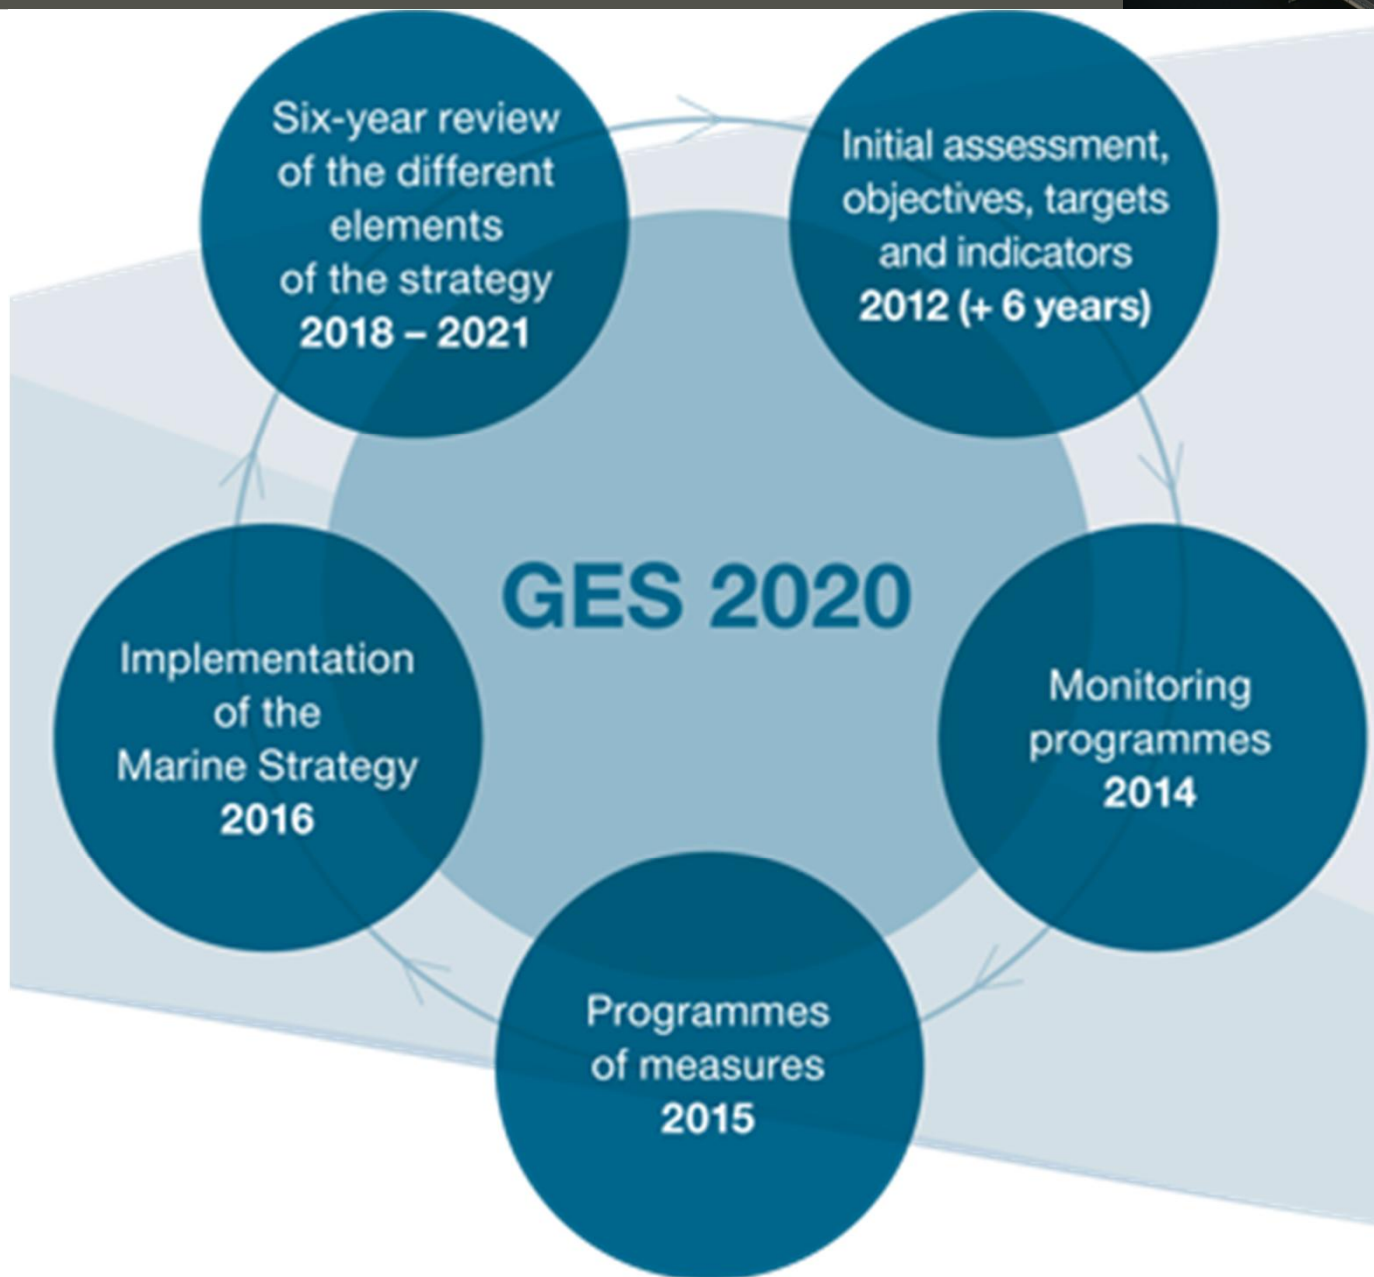 Six-year review
of the different
elements
of the strategy
2018 – 2021
Initial assessment,
objectives, targets
and indicators
2012 (+ 6 years)
GES 2020
Implementation
of the
Marine Strategy
2016
Monitoring
programmes
2014
Programmes
of measures
2015